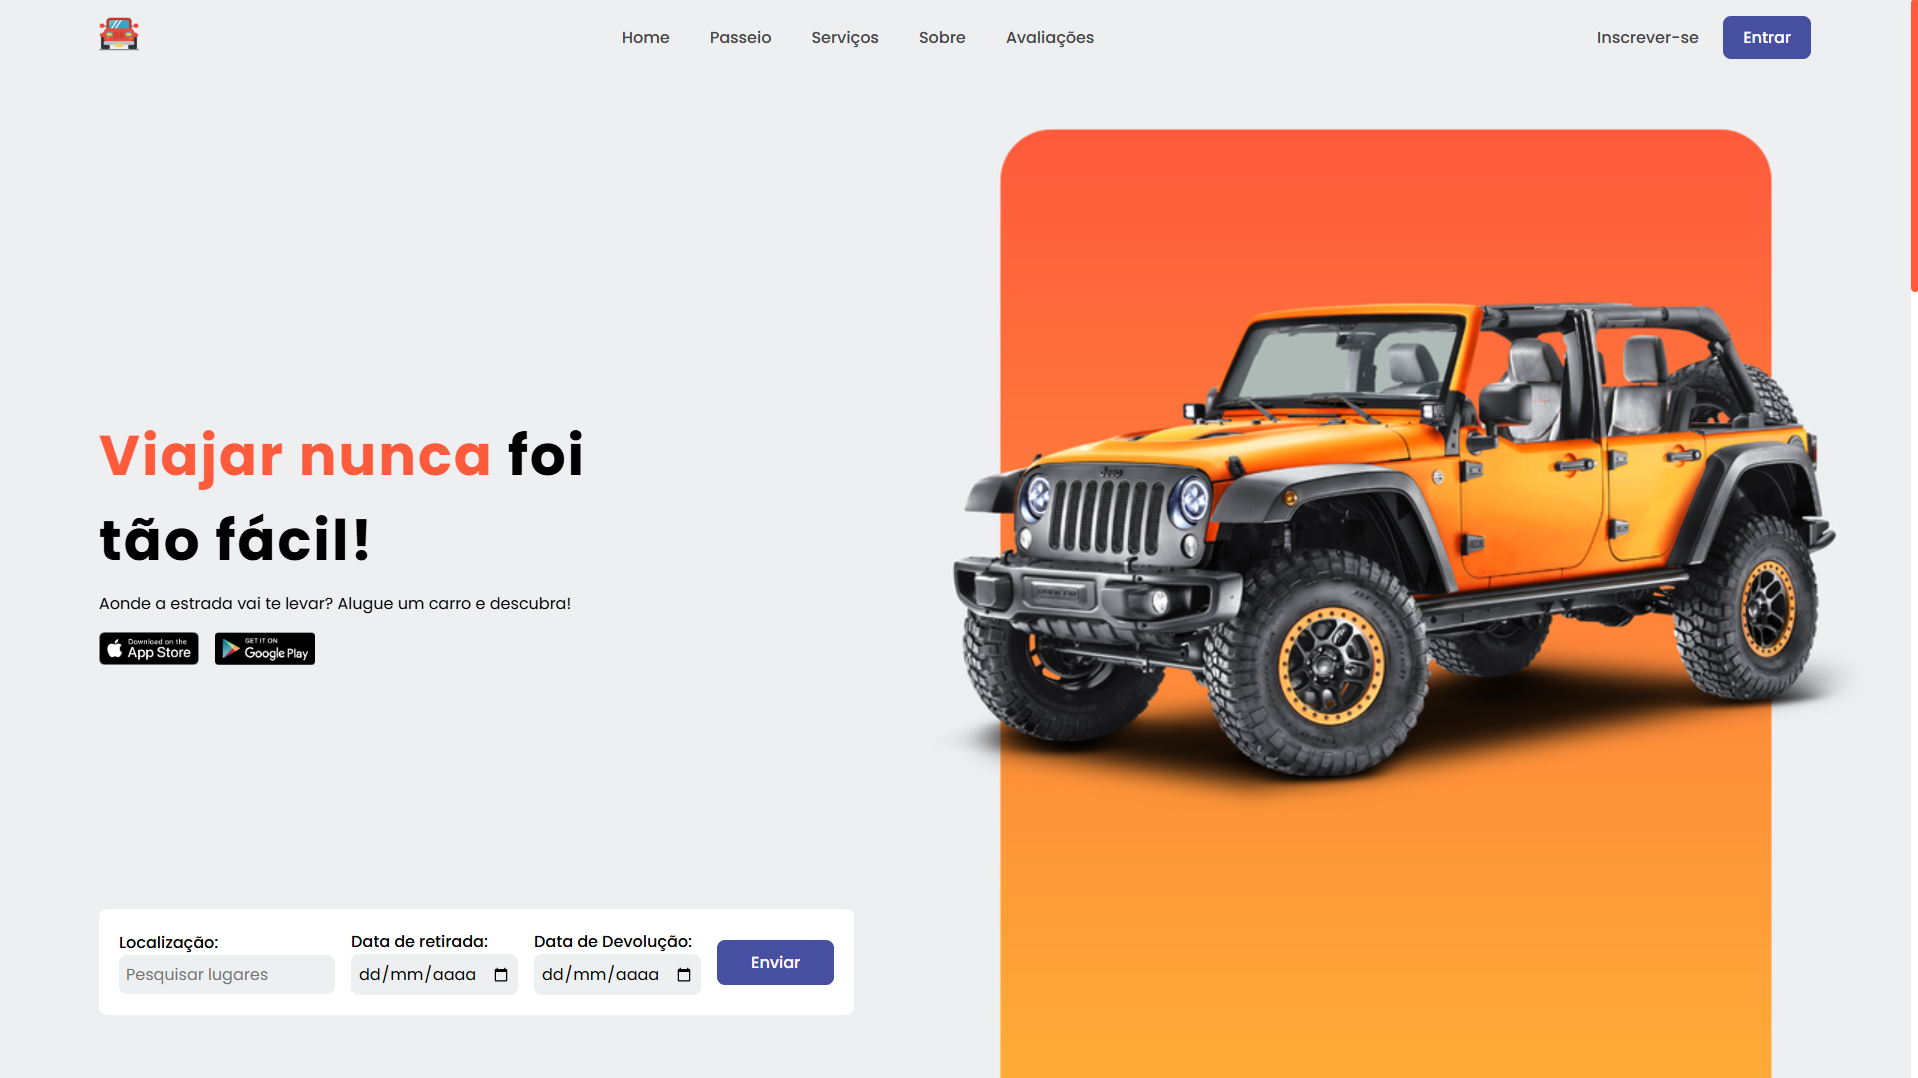 Home Passeio Serviços Sobre Avaliações Inscrever-se Entrar
Viajar nunca foi
tão fácil!
Aonde a estrada vai te levar? Alugue um carro e descubra!
Download on the
App Store
GET IT ON
Google Play
Jeep
Localização: Data de retirada: Data de Devolução:
Pesquisar lugares dd/mm/aaaa dd/mm/aaaa Enviar